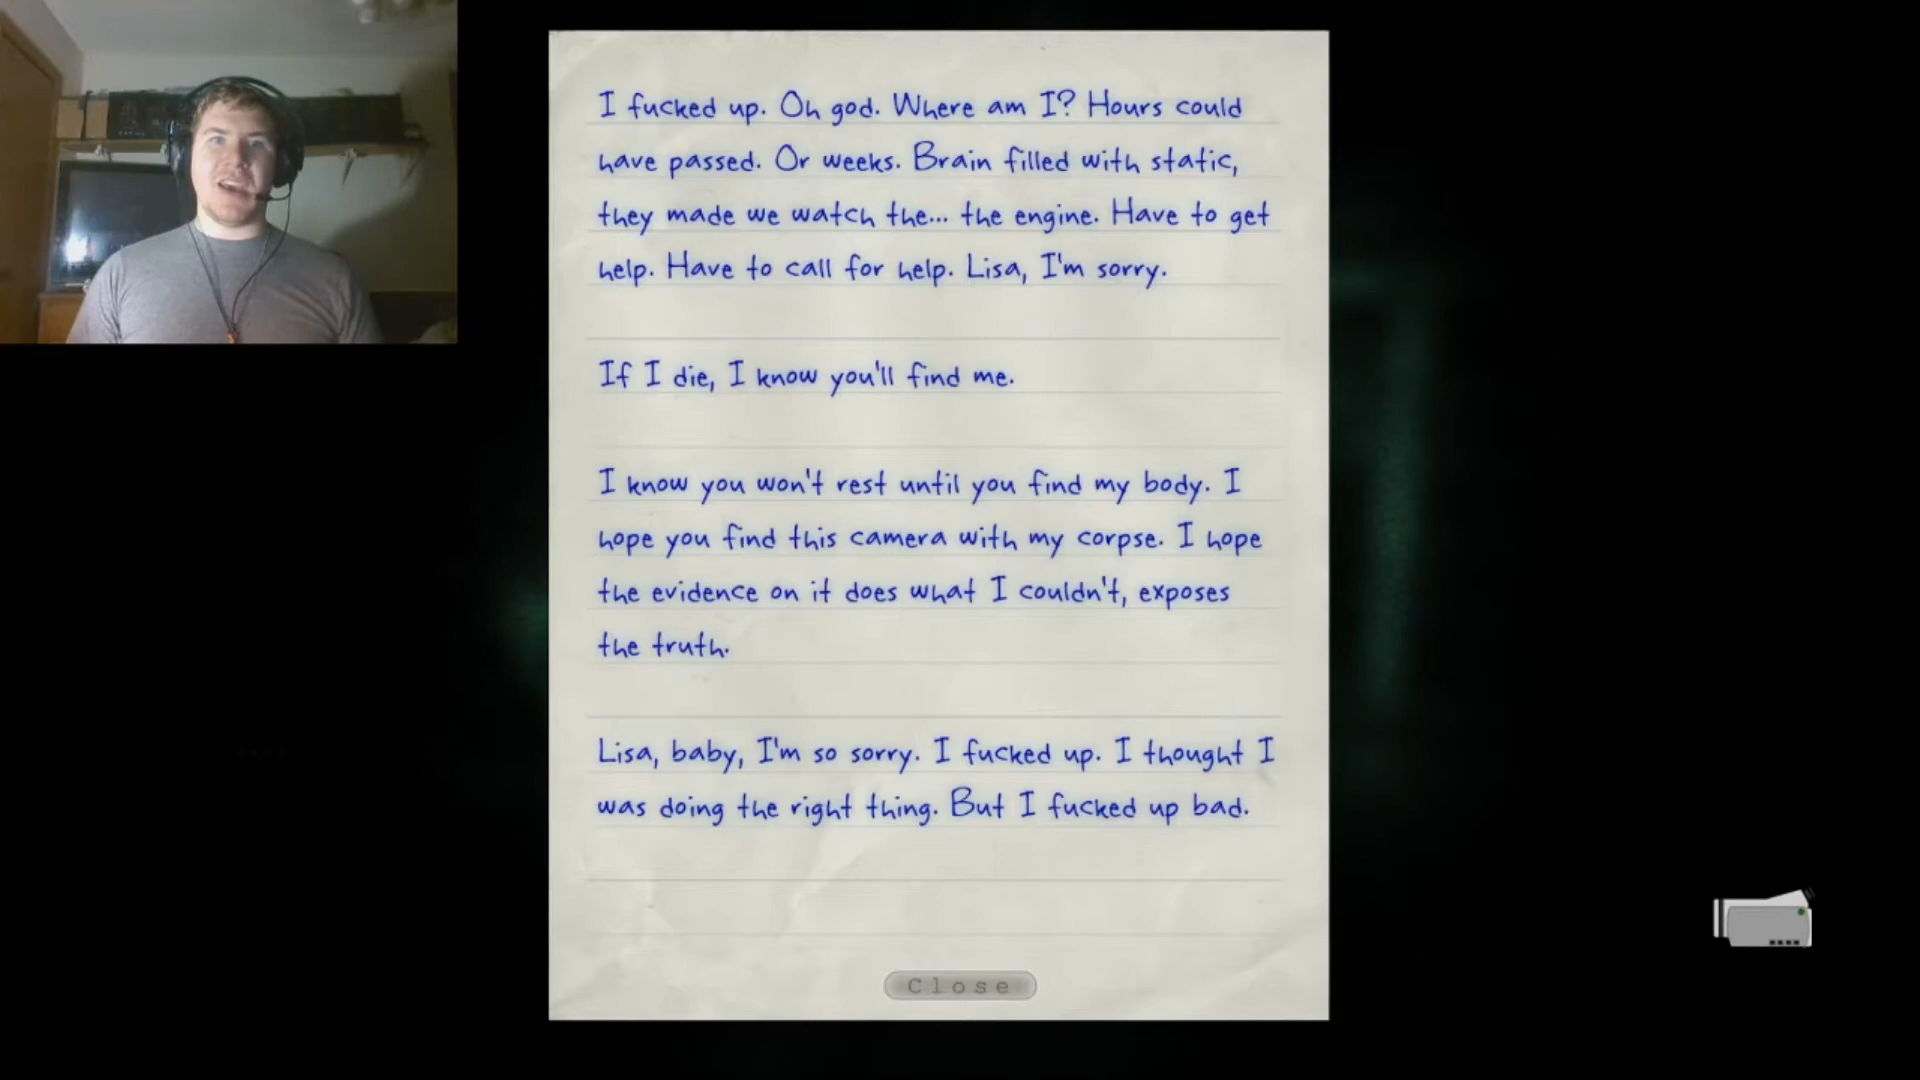 I fucked up. Oh god. Where am I? Hours could
have passed. Or weeks. Brain filled with static,
they made we watch the... the engine. Have to get
help. Have to call for help. Lisa, I'm sorry.
If I die, I know you'll find me.
I know you won't rest until you find my body. I
hope you find this camera with my corpse. I hope
the evidence on it does what I couldn't, exposes
the truth.
Lisa, baby, I'm so sorry. I fucked up. I thought I
was doing the right thing. But I fucked up bad.
Close